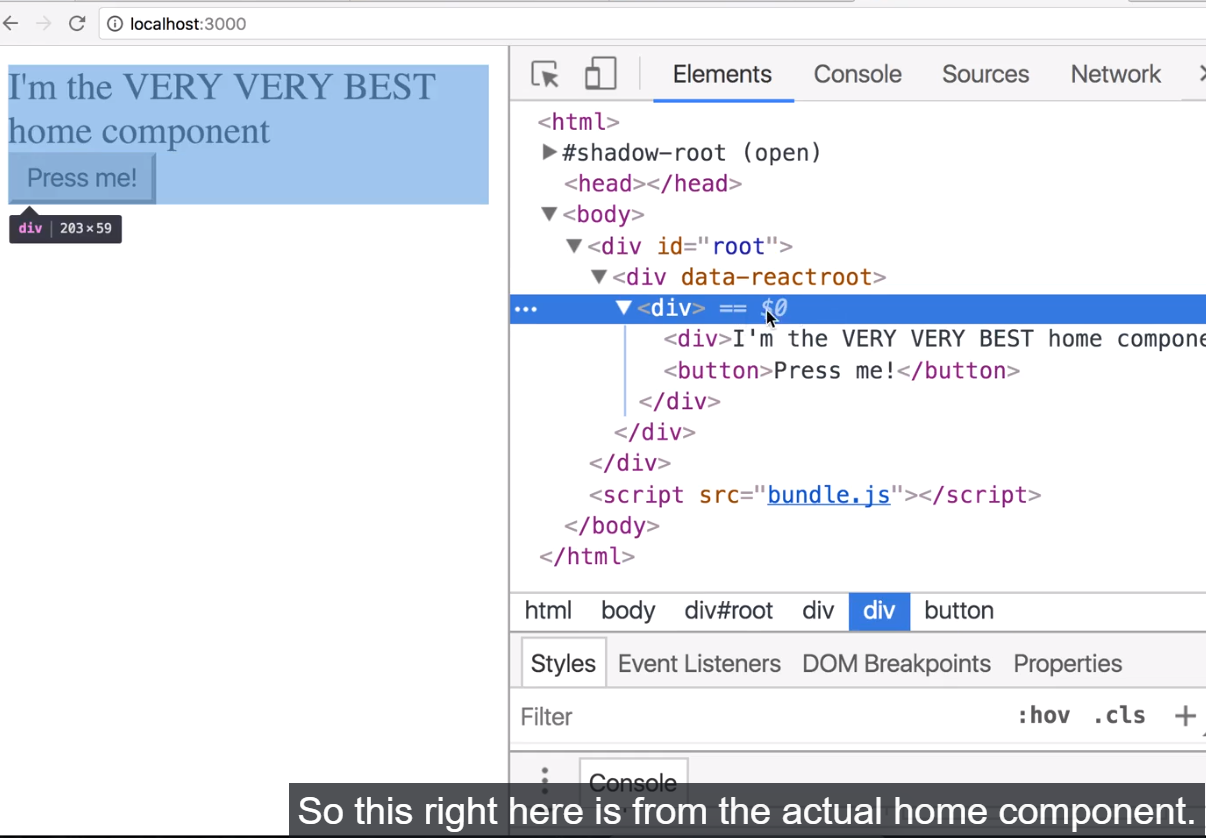 localhost:3000
I'm the VERY VERY BEST
home component
Press me!
div 203×59
Elements Console Sources Network
<html>
#shadow-root (open)
<head></head>
<body>
<div id="root">
<div data-reactroot>
… <div> == $0
<div>I'm the VERY VERY BEST home compone
<button>Press me!</button>
</div>
</div>
</div>
<script src="bundle.js"></script>
</body>
</html>
html body div#root div div button
Styles Event Listeners DOM Breakpoints Properties
Filter :hov .cls +
Console
So this right here is from the actual home component.